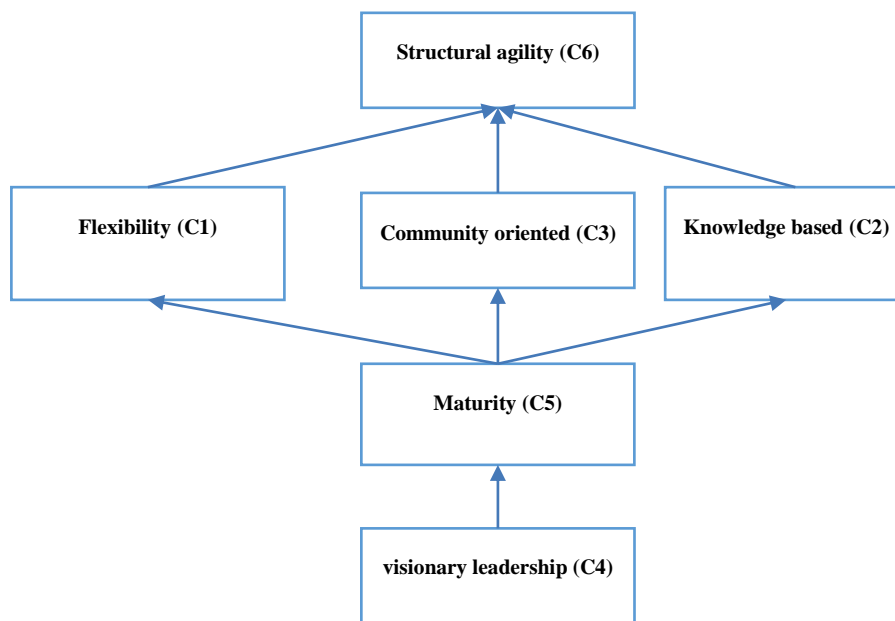 Structural agility (C6)
Flexibility (C1)
Community oriented (C3)
Knowledge based (C2)
Maturity (C5)
visionary leadership (C4)